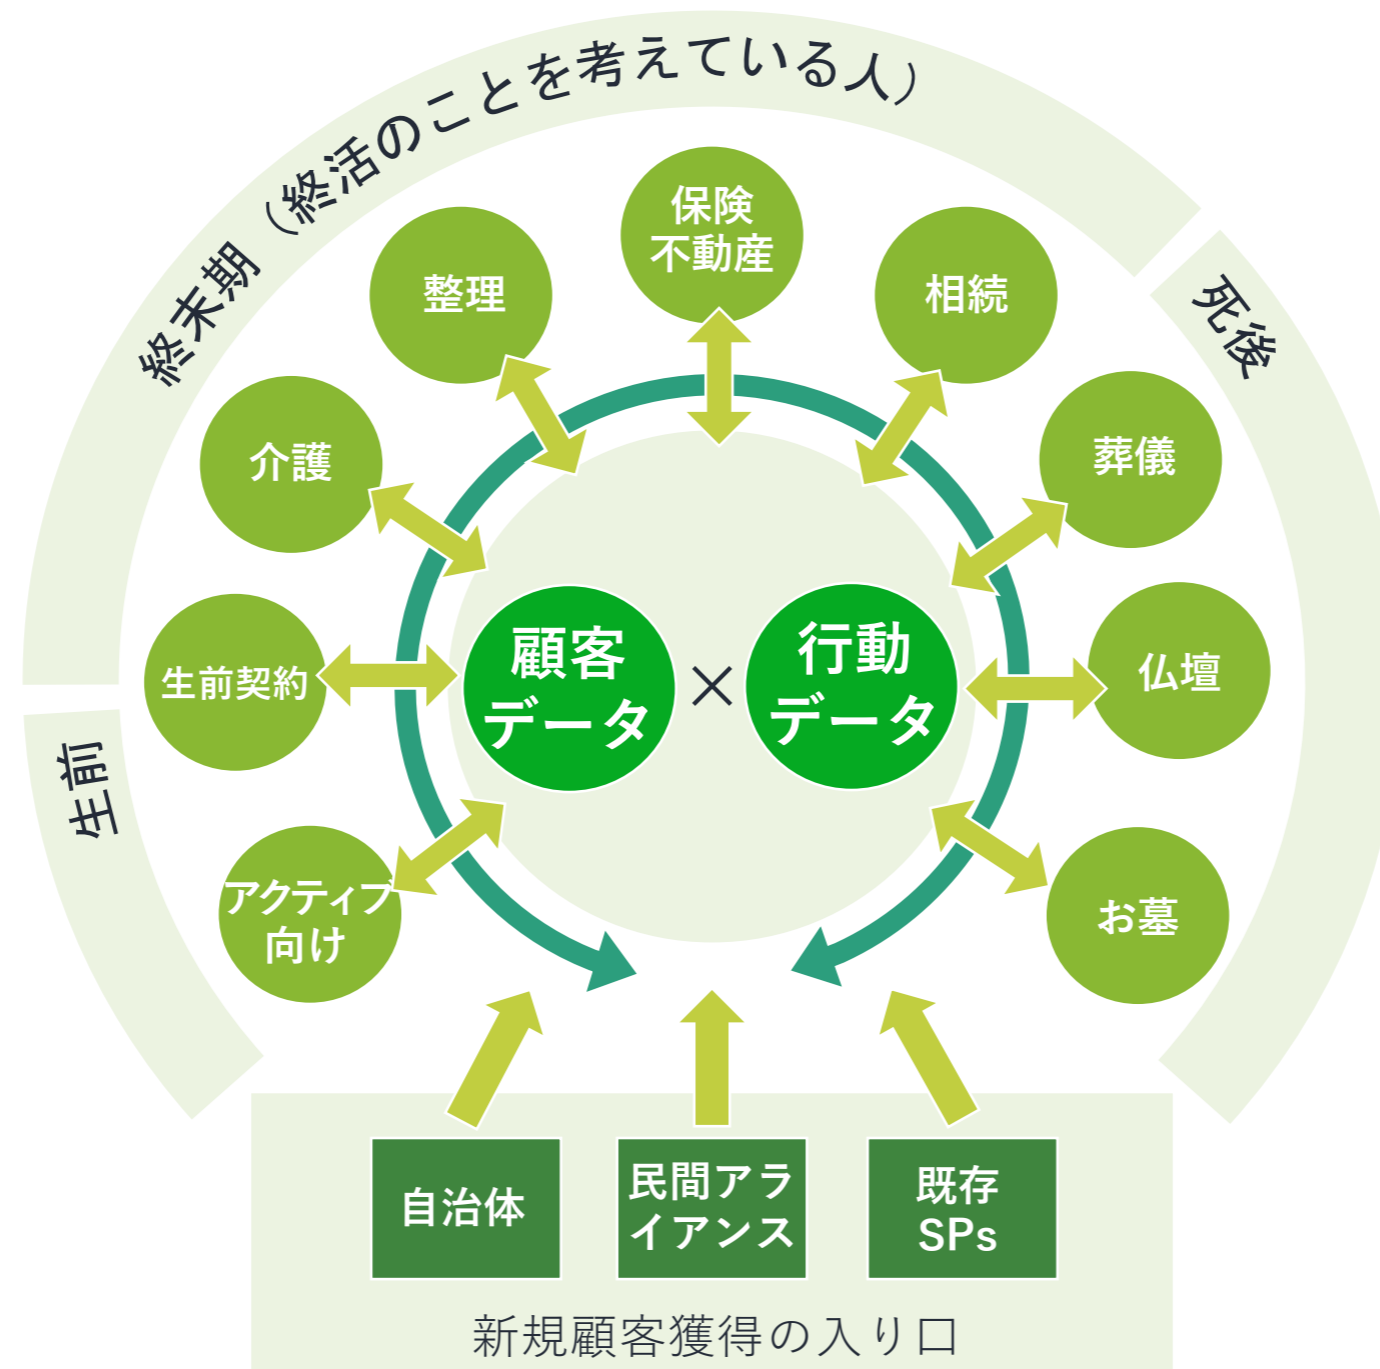 終末期（終活のことを考えている人）
死後
生前
保険
不動産
整理
相続
介護
葬儀
生前契約
仏壇
アクティブ
向け
お墓
顧客
データ
×
行動
データ
自治体
民間アラ
イアンス
既存
SPs
新規顧客獲得の入り口